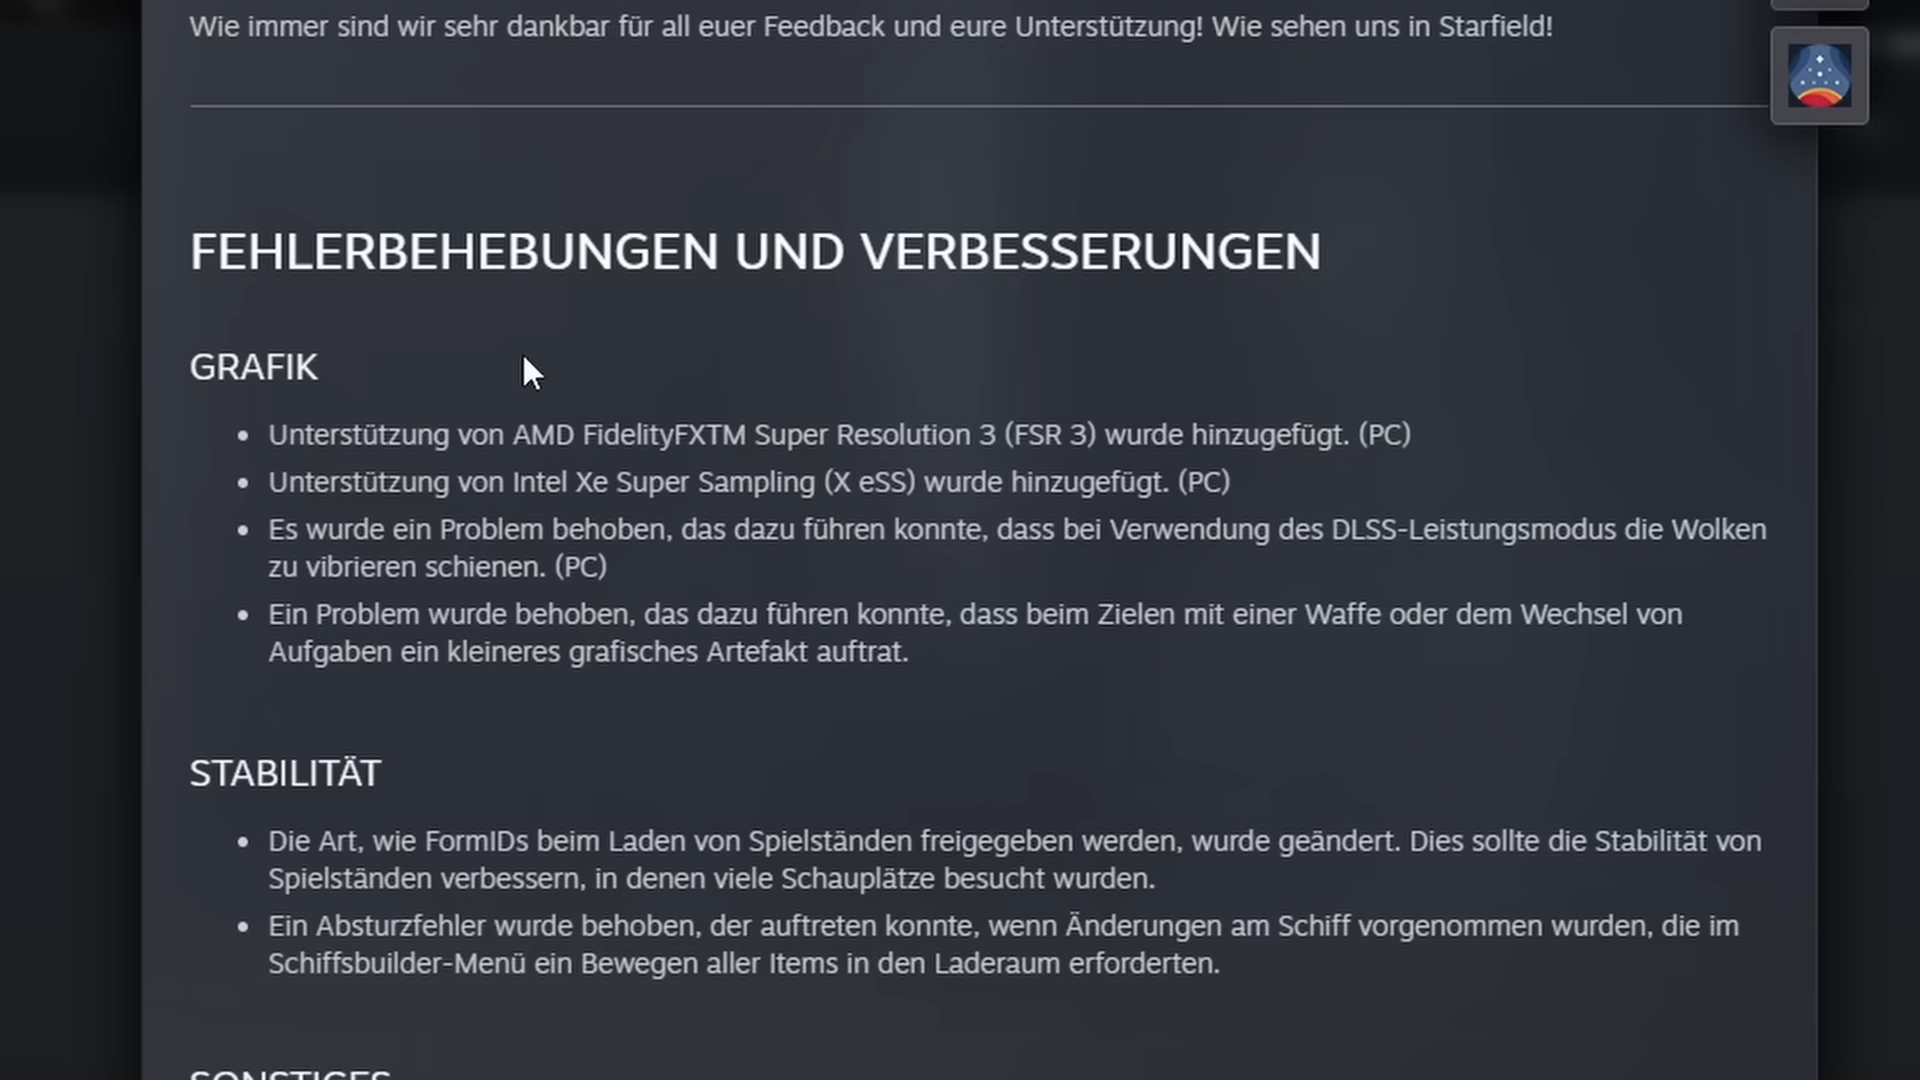 Wie immer sind wir sehr dankbar für all euer Feedback und eure Unterstützung! Wie sehen uns in Starfield!
FEHLERBEHEBUNGEN UND VERBESSERUNGEN
GRAFIK
• Unterstützung von AMD FidelityFXTM Super Resolution 3 (FSR 3) wurde hinzugefügt. (PC)
• Unterstützung von Intel Xe Super Sampling (X eSS) wurde hinzugefügt. (PC)
• Es wurde ein Problem behoben, das dazu führen konnte, dass bei Verwendung des DLSS-Leistungsmodus die Wolken
zu vibrieren schienen. (PC)
• Ein Problem wurde behoben, das dazu führen konnte, dass beim Zielen mit einer Waffe oder dem Wechsel von
Aufgaben ein kleineres grafisches Artefakt auftrat.
STABILITÄT
• Die Art, wie FormIDs beim Laden von Spielständen freigegeben werden, wurde geändert. Dies sollte die Stabilität von
Spielständen verbessern, in denen viele Schauplätze besucht wurden.
• Ein Absturzfehler wurde behoben, der auftreten konnte, wenn Änderungen am Schiff vorgenommen wurden, die im
Schiffsbuilder-Menü ein Bewegen aller Items in den Laderaum erforderten.
SONSTIGES